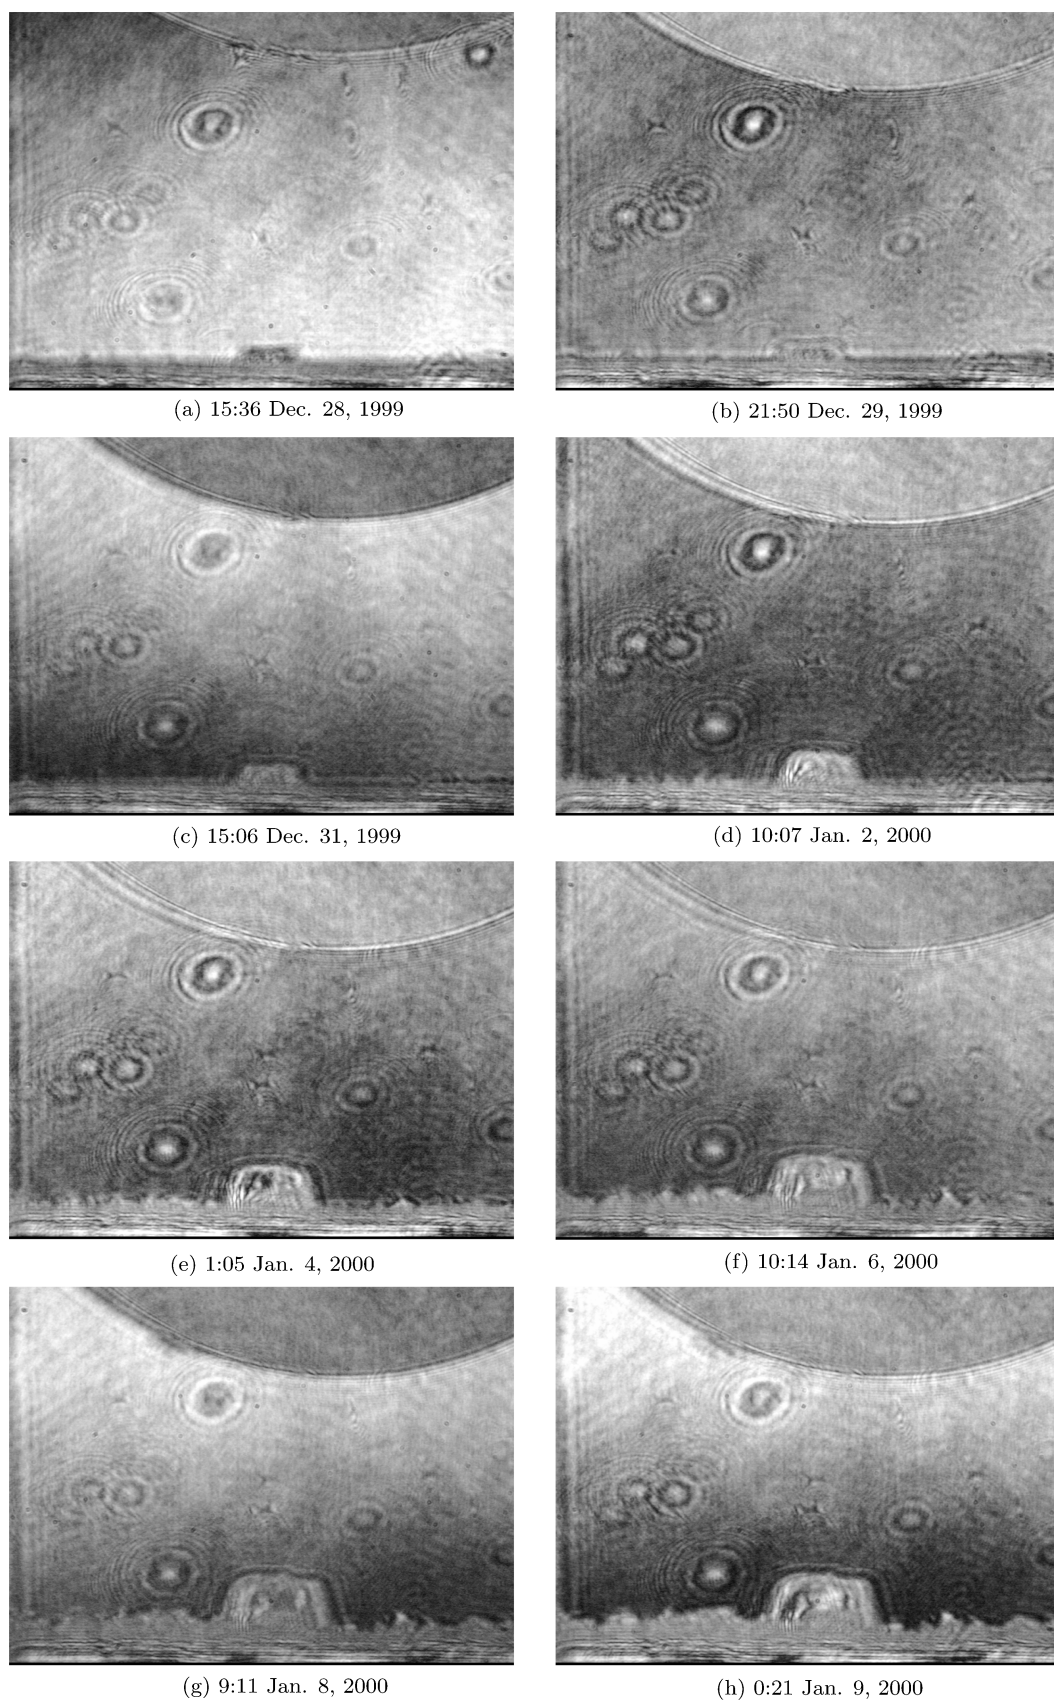 (a) 15:36 Dec. 28, 1999
(b) 21:50 Dec. 29, 1999
(c) 15:06 Dec. 31, 1999
(d) 10:07 Jan. 2, 2000
(e) 1:05 Jan. 4, 2000
(f) 10:14 Jan. 6, 2000
(g) 9:11 Jan. 8, 2000
(h) 0:21 Jan. 9, 2000